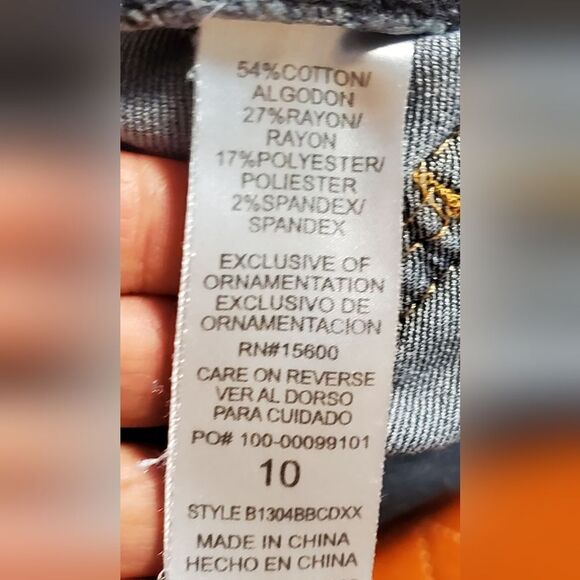 54%COTTON/
ALGODON
27%RAYON/
RAYON
17%POLYESTER/
POLIESTER
2%SPANDEX/
SPANDEX
EXCLUSIVE OF
ORNAMENTATION
EXCLUSIVO DE
ORNAMENTACION
RN#15600
CARE ON REVERSE
VER AL DORSO
PARA CUIDADO
PO# 100-00099101
10
STYLE B1304BBCDXX
MADE IN CHINA
HECHO EN CHINA